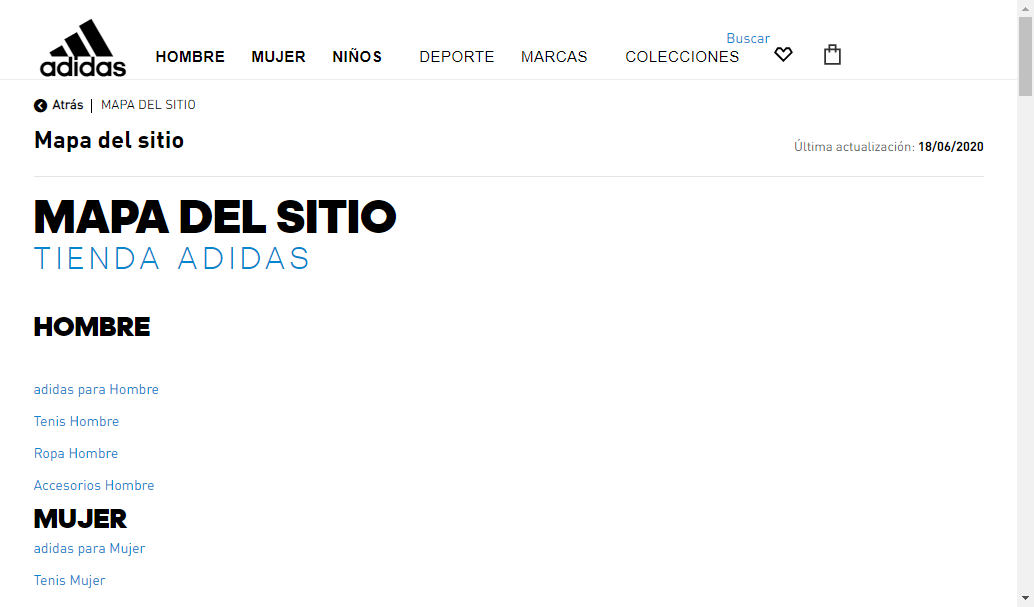 adidas
HOMBRE MUJER NIÑOS DEPORTE MARCAS COLECCIONES Buscar
Atrás | MAPA DEL SITIO
Mapa del sitio
Última actualización: 18/06/2020
MAPA DEL SITIO
TIENDA ADIDAS
HOMBRE
adidas para Hombre
Tenis Hombre
Ropa Hombre
Accesorios Hombre
MUJER
adidas para Mujer
Tenis Mujer